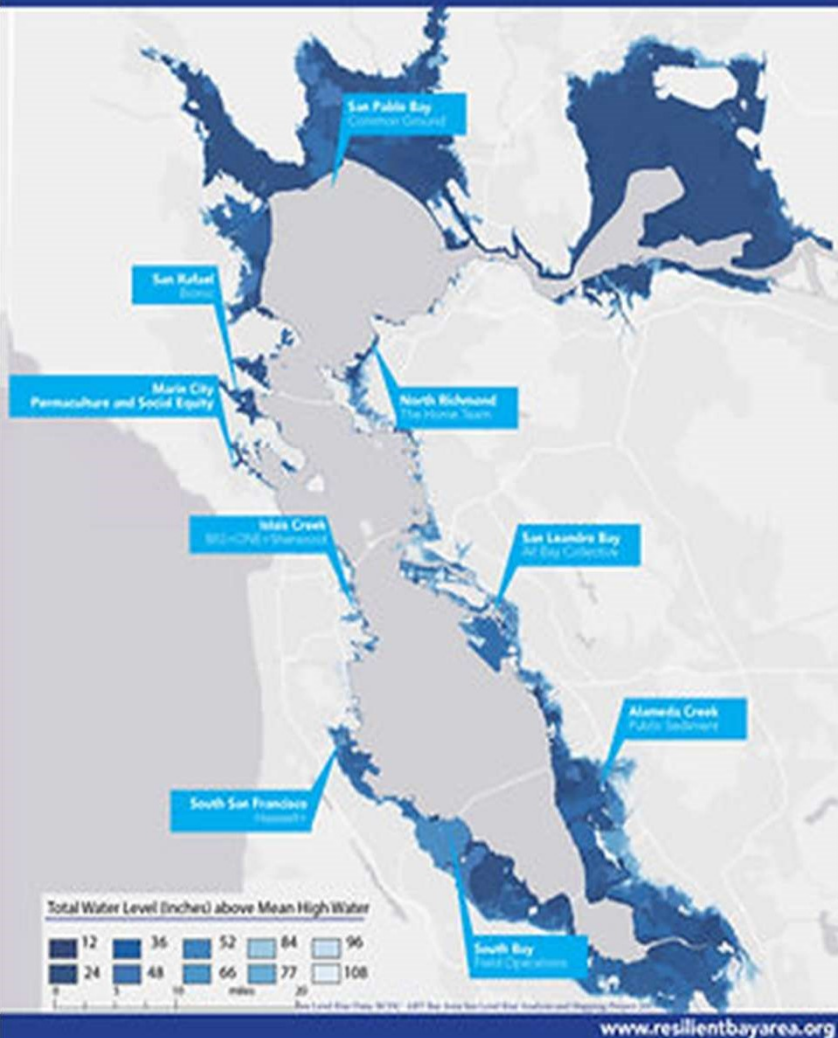 San Pablo Bay
Common Ground
San Rafael
Bionic
Marin City
Permaculture and Social Equity
North Richmond
The Home Team
Islais Creek
BIG+ONE+Sherwood
San Leandro Bay
All Bay Collective
Alameda Creek
Public Sediment
South San Francisco
Hassell+
South Bay
Field Operations
Total Water Level (Inches) above Mean High Water
12 36 52 84 96
24 48 66 77 108
0 5 10 miles 20
www.resilientbayarea.org